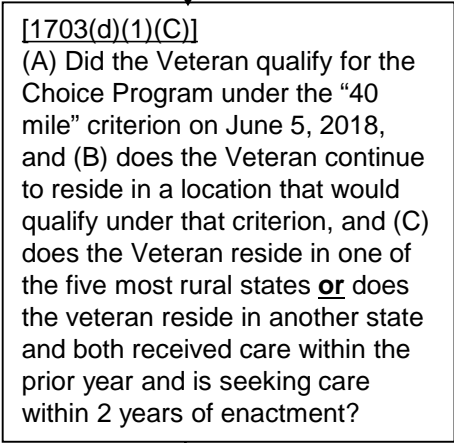 [1703(d)(1)(C)]
(A) Did the Veteran qualify for the
Choice Program under the “40
mile” criterion on June 5, 2018,
and (B) does the Veteran continue
to reside in a location that would
qualify under that criterion, and (C)
does the Veteran reside in one of
the five most rural states or does
the veteran reside in another state
and both received care within the
prior year and is seeking care
within 2 years of enactment?